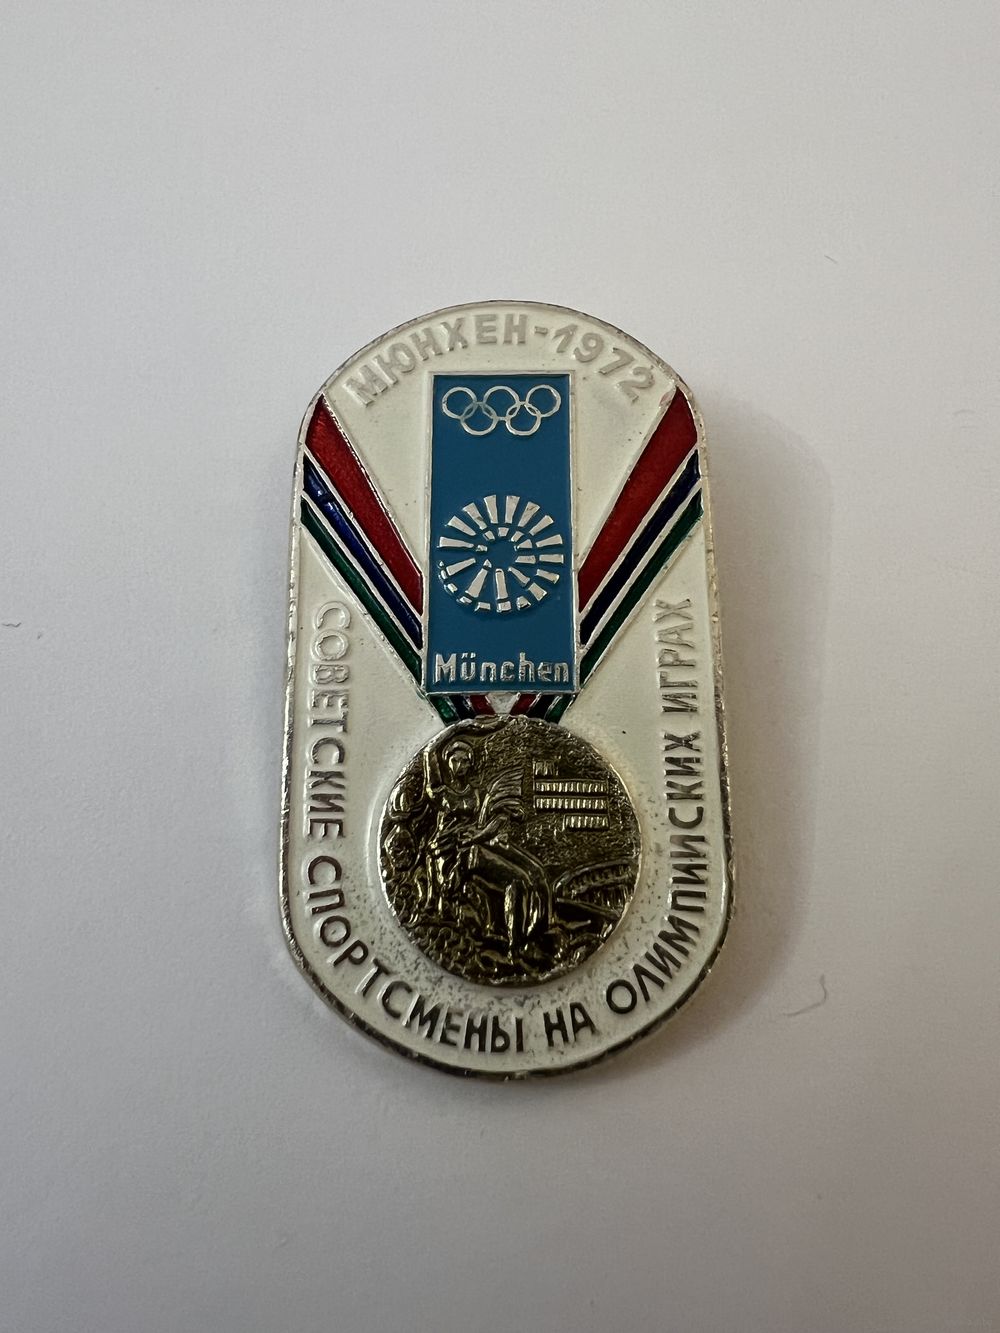 МЮНХЕН-1972
München
СОВЕТСКИЕ СПОРТСМЕНЫ НА ОЛИМПИЙСКИХ ИГРАХ